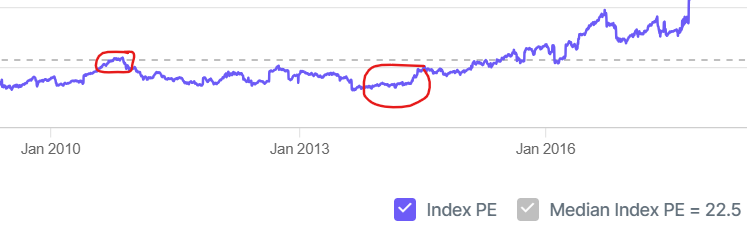 Jan 2010 Jan 2013 Jan 2016
Index PE Median Index PE = 22.5